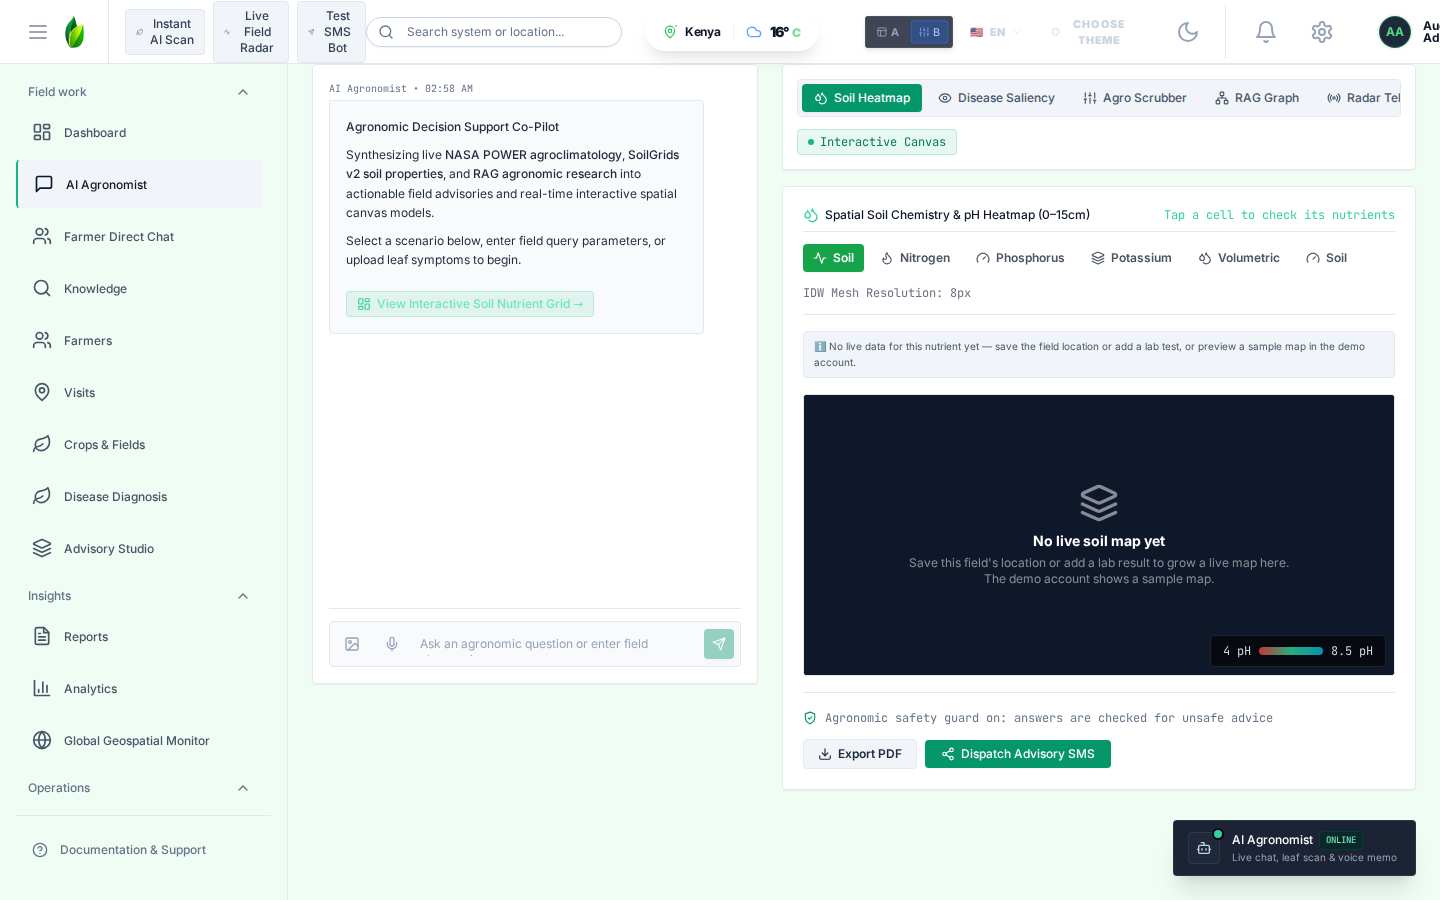 Instant
AI Scan
Live
Field
Radar
Test
SMS
Bot
Search system or location...
Kenya
16° C
A
B
EN
CHOOSE
THEME
AA
Au
Ad
Field work
Dashboard
AI Agronomist
Farmer Direct Chat
Knowledge
Farmers
Visits
Crops & Fields
Disease Diagnosis
Advisory Studio
Insights
Reports
Analytics
Global Geospatial Monitor
Operations
Documentation & Support
AI Agronomist • 02:58 AM
Agronomic Decision Support Co-Pilot
Synthesizing live NASA POWER agroclimatology, SoilGrids
v2 soil properties, and RAG agronomic research into
actionable field advisories and real-time interactive spatial
canvas models.
Select a scenario below, enter field query parameters, or
upload leaf symptoms to begin.
View Interactive Soil Nutrient Grid →
Ask an agronomic question or enter field
Soil Heatmap
Disease Saliency
Agro Scrubber
RAG Graph
Radar Tel
Interactive Canvas
Spatial Soil Chemistry & pH Heatmap (0–15cm)
Tap a cell to check its nutrients
Soil
Nitrogen
Phosphorus
Potassium
Volumetric
Soil
IDW Mesh Resolution: 8px
ℹ️ No live data for this nutrient yet — save the field location or add a lab test, or preview a sample map in the demo
account.
No live soil map yet
Save this field's location or add a lab result to grow a live map here.
The demo account shows a sample map.
4 pH
8.5 pH
Agronomic safety guard on: answers are checked for unsafe advice
Export PDF
Dispatch Advisory SMS
AI Agronomist
ONLINE
Live chat, leaf scan & voice memo